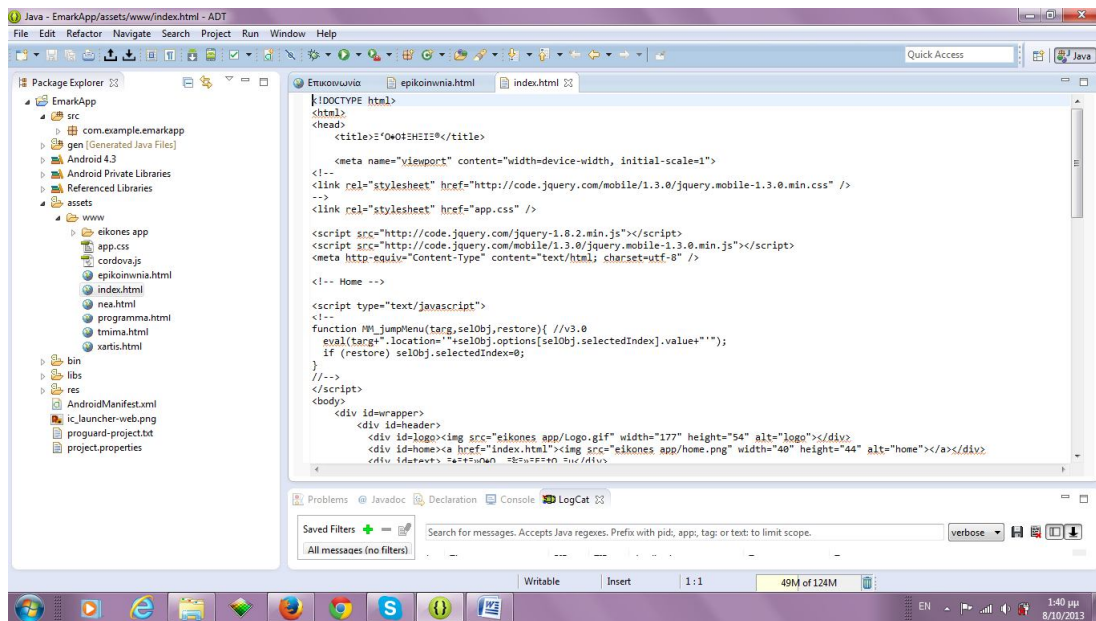 Java - EmarkApp/assets/www/index.html - ADT
File Edit Refactor Navigate Search Project Run Window Help
Quick Access
Java
Package Explorer
EmarkApp
src
com.example.emarkapp
gen [Generated Java Files]
Android 4.3
Android Private Libraries
Referenced Libraries
assets
www
eikones app
app.css
cordova.js
epikoinwnia.html
index.html
nea.html
programma.html
tmima.html
xartis.html
bin
libs
res
AndroidManifest.xml
ic_launcher-web.png
proguard-project.txt
project.properties
Επικοινωνία
epikoinwnia.html
index.html
<!DOCTYPE html>
<html>
<head>
<title></title>
<meta name="viewport" content="width=device-width, initial-scale=1">
<!--
<link rel="stylesheet" href="http://code.jquery.com/mobile/1.3.0/jquery.mobile-1.3.0.min.css" />
-->
<link rel="stylesheet" href="app.css" />
<script src="http://code.jquery.com/jquery-1.8.2.min.js"></script>
<script src="http://code.jquery.com/mobile/1.3.0/jquery.mobile-1.3.0.min.js"></script>
<meta http-equiv="Content-Type" content="text/html; charset=utf-8" />
<!-- Home -->
<script type="text/javascript">
<!--
function MM_jumpMenu(targ,selObj,restore){ //v3.0
eval(targ+".location='"+selObj.options[selObj.selectedIndex].value+"'");
if (restore) selObj.selectedIndex=0;
}
//-->
</script>
<body>
<div id=wrapper>
<div id=header>
<div id=logo><img src="eikones app/Logo.gif" width="177" height="54" alt="logo"></div>
<div id=home><a href="index.html"><img src="eikones app/home.png" width="40" height="44" alt="home"></a></div>
<div id=text> </div>
Problems @ Javadoc Declaration Console LogCat
Saved Filters
Search for messages. Accepts Java regexes. Prefix with pid:, app:, tag: or text: to limit scope.
verbose
All messages (no filters)
Writable Insert 1 : 1 49M of 124M
EN
1:40 μμ
8/10/2013